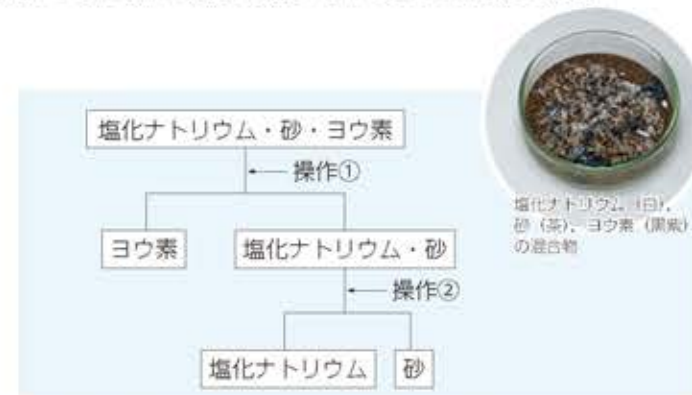 塩化ナトリウム・砂・ヨウ素
操作①
ヨウ素
塩化ナトリウム・砂
操作②
塩化ナトリウム
砂
塩化ナトリウム（白），
砂（茶），ヨウ素（黒紫）
の混合物